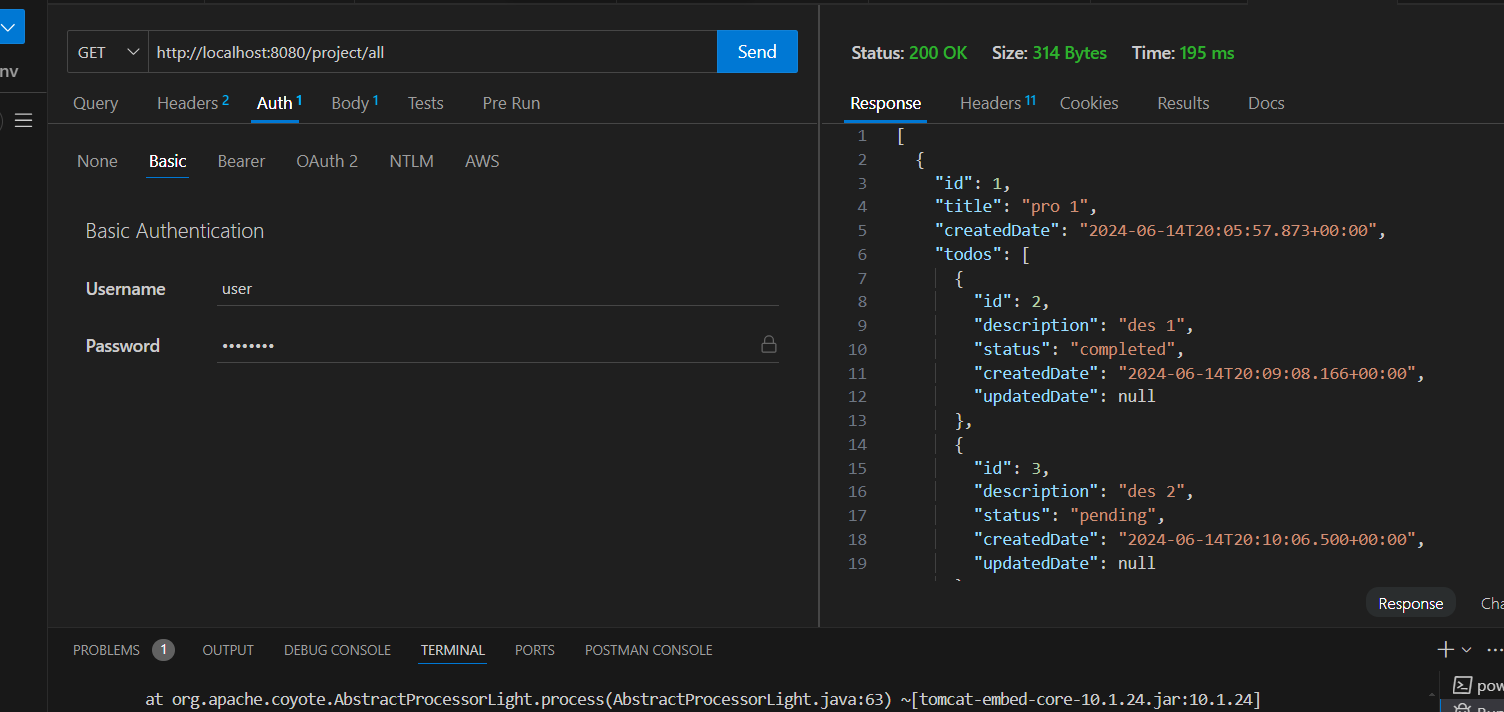 nv
GET http://localhost:8080/project/all Send
Query Headers 2 Auth 1 Body 1 Tests Pre Run
None Basic Bearer OAuth 2 NTLM AWS
Basic Authentication
Username user
Password ••••••••
Status: 200 OK Size: 314 Bytes Time: 195 ms
Response Headers 11 Cookies Results Docs
1 [
2 {
3 "id": 1,
4 "title": "pro 1",
5 "createdDate": "2024-06-14T20:05:57.873+00:00",
6 "todos": [
7 {
8 "id": 2,
9 "description": "des 1",
10 "status": "completed",
11 "createdDate": "2024-06-14T20:09:08.166+00:00",
12 "updatedDate": null
13 },
14 {
15 "id": 3,
16 "description": "des 2",
17 "status": "pending",
18 "createdDate": "2024-06-14T20:10:06.500+00:00",
19 "updatedDate": null
Response Cha
PROBLEMS 1 OUTPUT DEBUG CONSOLE TERMINAL PORTS POSTMAN CONSOLE
at org.apache.coyote.AbstractProcessorLight.process(AbstractProcessorLight.java:63) ~[tomcat-embed-core-10.1.24.jar:10.1.24]
pow